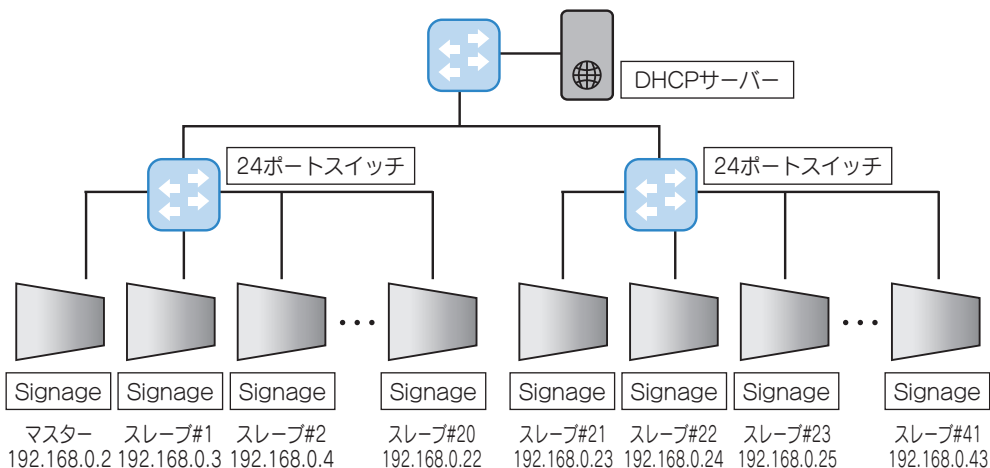 DHCPサーバー
24ポートスイッチ
24ポートスイッチ
Signage
Signage
Signage
Signage
Signage
Signage
Signage
Signage
マスター
スレーブ#1
スレーブ#2
スレーブ#20
スレーブ#21
スレーブ#22
スレーブ#23
スレーブ#41
192.168.0.2
192.168.0.3
192.168.0.4
192.168.0.22
192.168.0.23
192.168.0.24
192.168.0.25
192.168.0.43